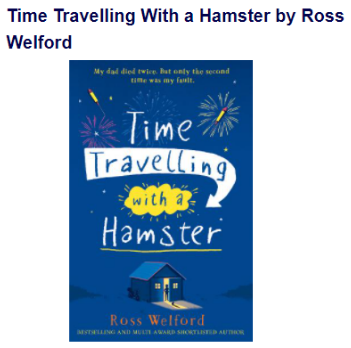 Time Travelling With a Hamster by Ross
Welford
My dad died twice. But only the second
time was my fault.
Time
Travelling
with a
Hamster
Ross Welford
BESTSELLING AND MULTI-AWARD-SHORTLISTED AUTHOR